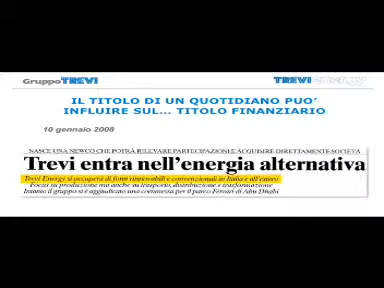 GruppoTREVI
TREVI
IL TITOLO DI UN QUOTIDIANO PUO'
INFLUIRE SUL... TITOLO FINANZIARIO
10 gennaio 2008
NASCE UNA NEWCO CHE POTRÀ RILEVARE PARTECIPAZIONI E ACQUISIRE DIRETTAMENTE SOCIETÀ
Trevi entra nell'energia alternativa
Trevi Energy si occuperà di fonti rinnovabili e convenzionali in Italia e all'estero
Focus su produzione ma anche su trasporto, distribuzione e trasformazione
Intanto il gruppo si è aggiudicato una commessa per il parco Ferrari di Abu Dhabi